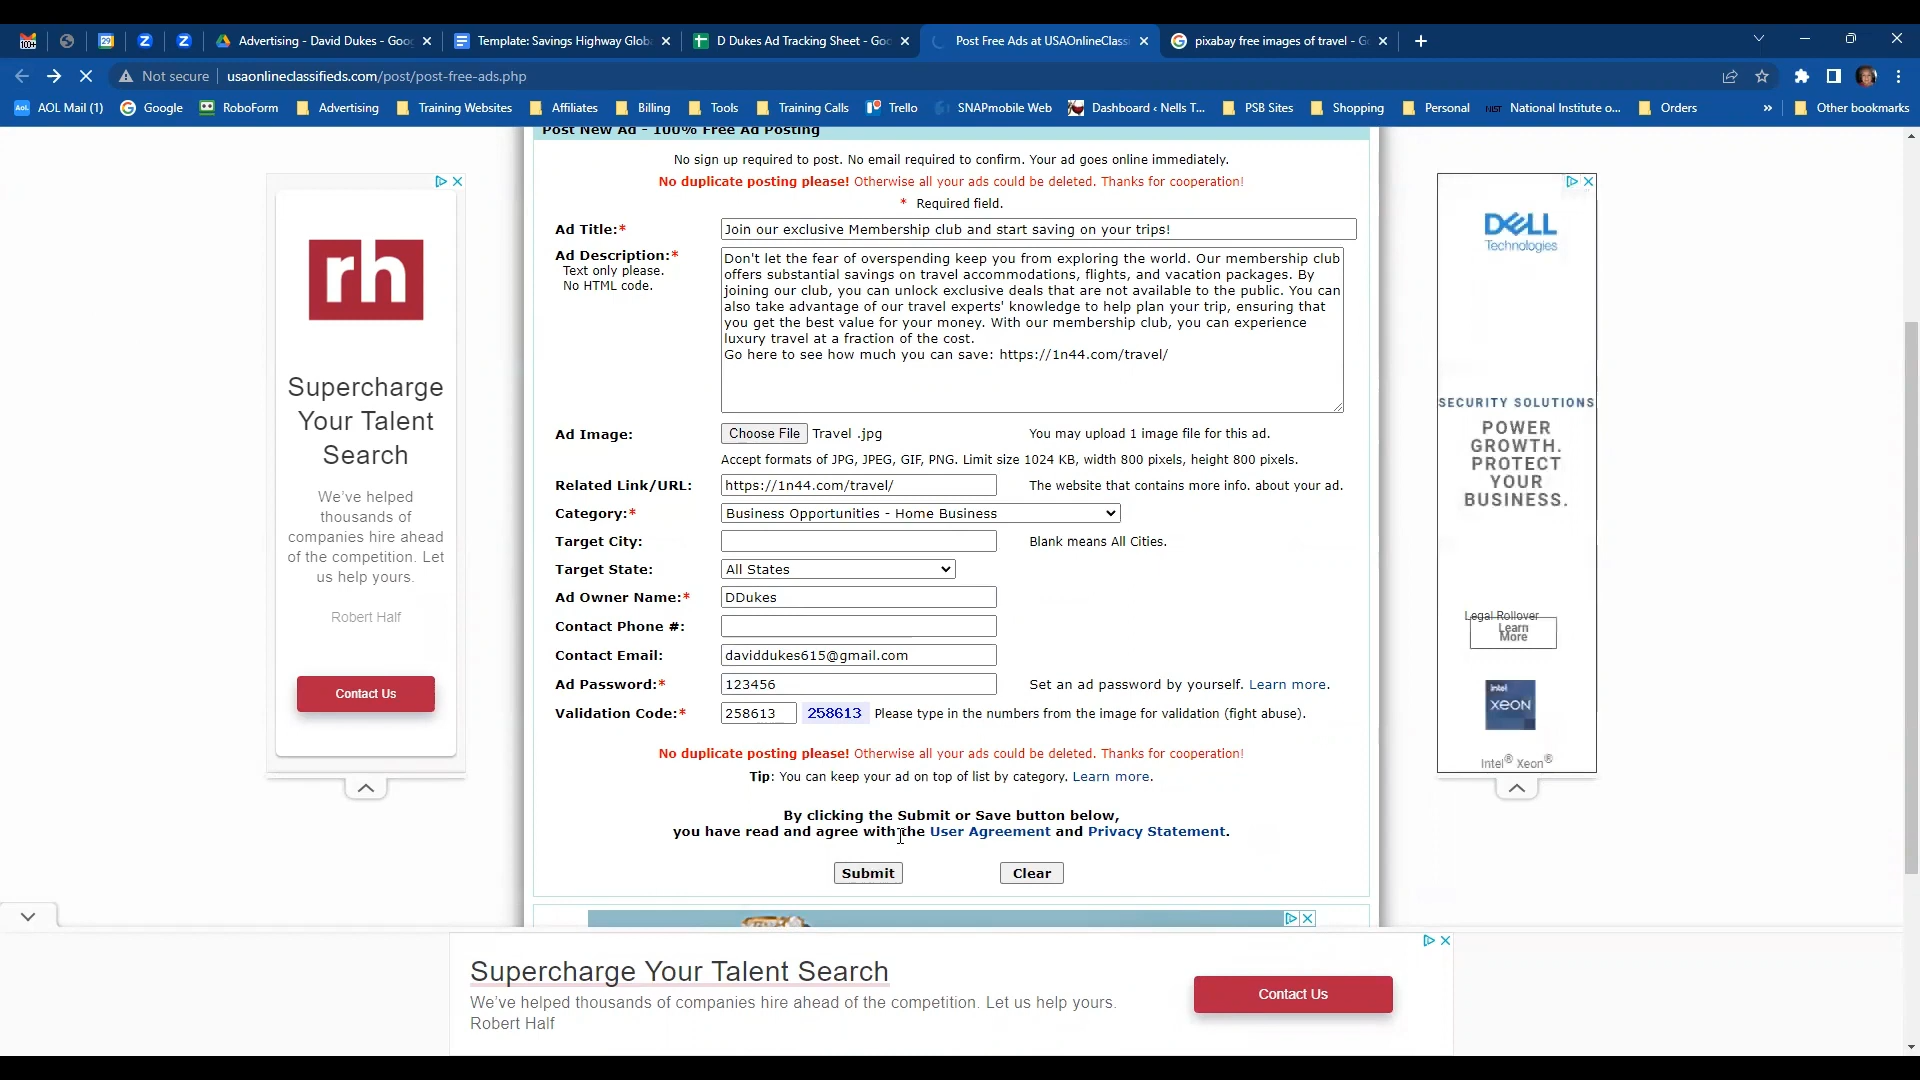 100+
Advertising - David Dukes - Goo
Template: Savings Highway Glob
D Dukes Ad Tracking Sheet - Goo
Post Free Ads at USAOnlineClass
pixabay free images of travel - G
Not secure
usaonlineclassifieds.com/post/post-free-ads.php
AOL Mail (1)
Google
RoboForm
Advertising
Training Websites
Affiliates
Billing
Tools
Training Calls
Trello
SNAPmobile Web
Dashboard ‹ Nells T...
PSB Sites
Shopping
Personal
National Institute o...
Orders
»
Other bookmarks
Post New Ad - 100% Free Ad Posting
No sign up required to post. No email required to confirm. Your ad goes online immediately.
No duplicate posting please! Otherwise all your ads could be deleted. Thanks for cooperation!
* Required field.
Ad Title:*
Join our exclusive Membership club and start saving on your trips!
Ad Description:*
Text only please.
No HTML code.
Don't let the fear of overspending keep you from exploring the world. Our membership club
offers substantial savings on travel accommodations, flights, and vacation packages. By
joining our club, you can unlock exclusive deals that are not available to the public. You can
also take advantage of our travel experts' knowledge to help plan your trip, ensuring that
you get the best value for your money. With our membership club, you can experience
luxury travel at a fraction of the cost.
Go here to see how much you can save: https://1n44.com/travel/
Ad Image:
Choose File Travel .jpg
You may upload 1 image file for this ad.
Accept formats of JPG, JPEG, GIF, PNG. Limit size 1024 KB, width 800 pixels, height 800 pixels.
Related Link/URL:
https://1n44.com/travel/
The website that contains more info. about your ad.
Category:*
Business Opportunities - Home Business
Target City:
Blank means All Cities.
Target State:
All States
Ad Owner Name:*
DDukes
Contact Phone #:
Contact Email:
daviddukes615@gmail.com
Ad Password:*
123456
Set an ad password by yourself. Learn more.
Validation Code:*
258613
258613
Please type in the numbers from the image for validation (fight abuse).
No duplicate posting please! Otherwise all your ads could be deleted. Thanks for cooperation!
Tip: You can keep your ad on top of list by category. Learn more.
By clicking the Submit or Save button below,
you have read and agree with the User Agreement and Privacy Statement.
Submit
Clear
rh
Supercharge
Your Talent
Search
We've helped
thousands of
companies hire ahead
of the competition. Let
us help yours.
Robert Half
Contact Us
DELL
Technologies
SECURITY SOLUTIONS
POWER
GROWTH.
PROTECT
YOUR
BUSINESS.
Legal Rollover
Learn
More
intel
XEON
Intel® Xeon®
Supercharge Your Talent Search
We've helped thousands of companies hire ahead of the competition. Let us help yours.
Robert Half
Contact Us